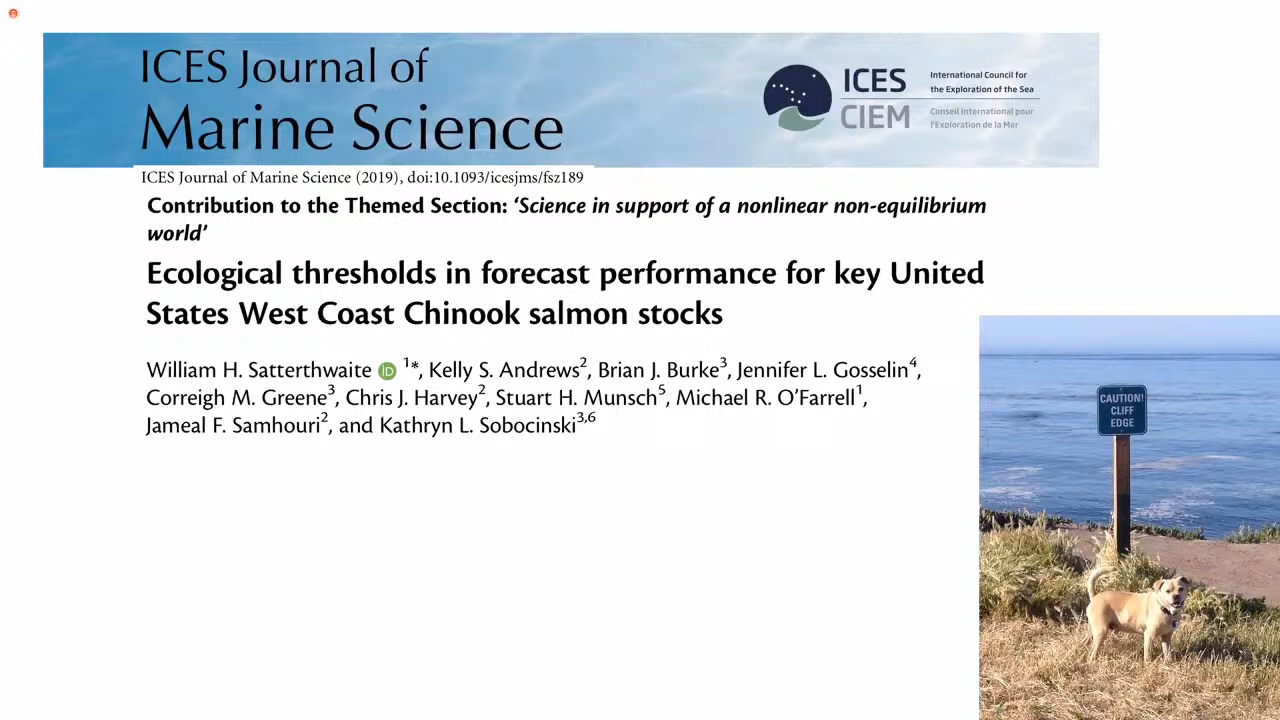 ICES Journal of
Marine Science
ICES
CIEM
International Council for
the Exploration of the Sea
Conseil International pour
l'Exploration de la Mer
ICES Journal of Marine Science (2019), doi:10.1093/icesjms/fsz189
Contribution to the Themed Section: ‘Science in support of a nonlinear non-equilibrium
world’
Ecological thresholds in forecast performance for key United
States West Coast Chinook salmon stocks
William H. Satterthwaite iD 1*, Kelly S. Andrews2, Brian J. Burke3, Jennifer L. Gosselin4,
Correigh M. Greene3, Chris J. Harvey2, Stuart H. Munsch5, Michael R. O’Farrell1,
Jameal F. Samhouri2, and Kathryn L. Sobocinski3,6
CAUTION!
CLIFF
EDGE